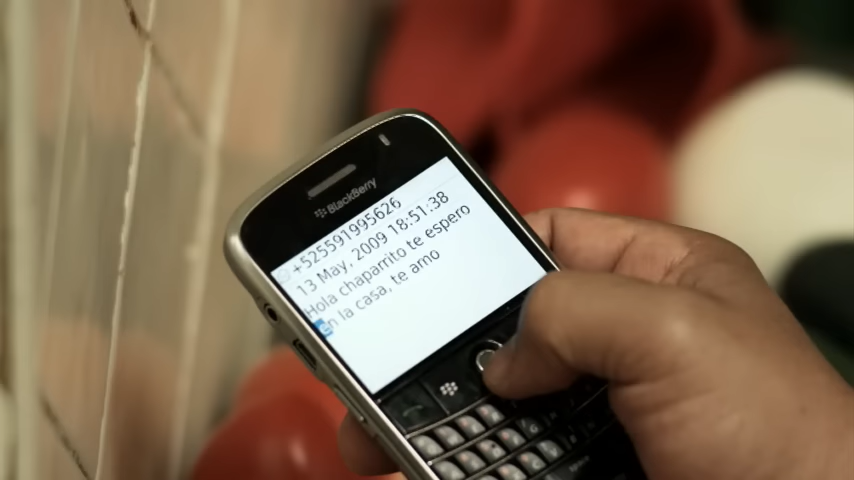 BlackBerry
+525591995626
13 May, 2009 18:51:38
Hola chaparrito te espero
en la casa, te amo